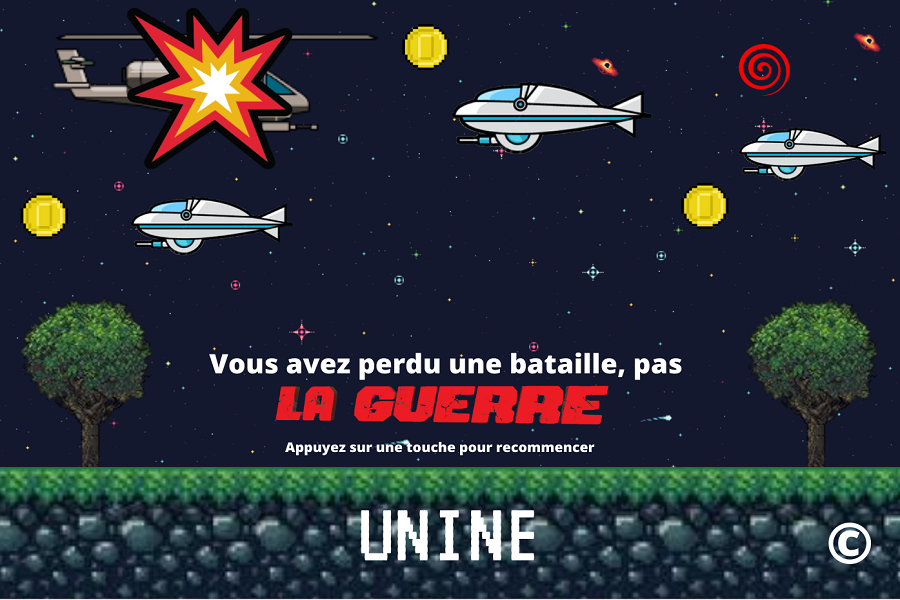 Vous avez perdu une bataille, pas
LA GUERRE
Appuyez sur une touche pour recommencer
UNINE
©